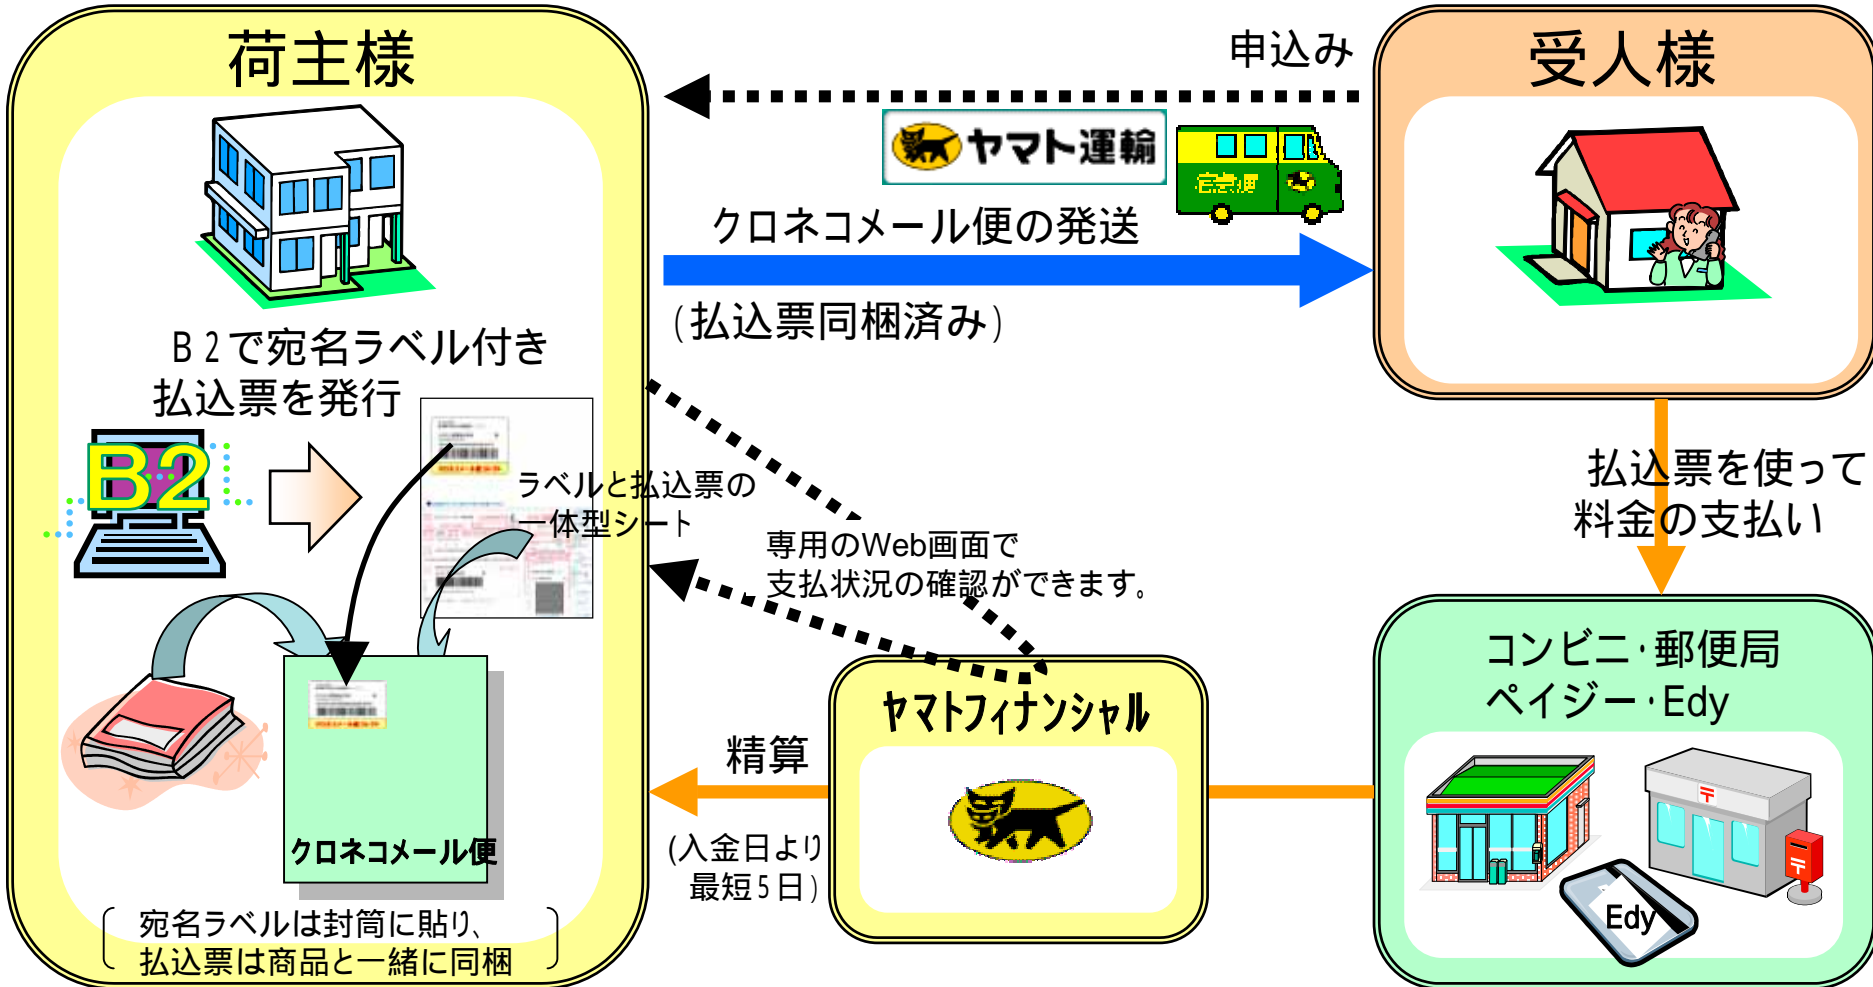 荷主様
申込み
受人様
ヤマト運輸
宅急便
クロネコメール便の発送
(払込票同梱済み)
B2で宛名ラベル付き
払込票を発行
B2
ラベルと払込票の
一体型シート
専用のWeb画面で
支払状況の確認ができます。
払込票を使って
料金の支払い
コンビニ・郵便局
ペイジー・Edy
Edy
ヤマトフィナンシャル
精算
(入金日より
最短5日)
クロネコメール便
宛名ラベルは封筒に貼り、
払込票は商品と一緒に同梱